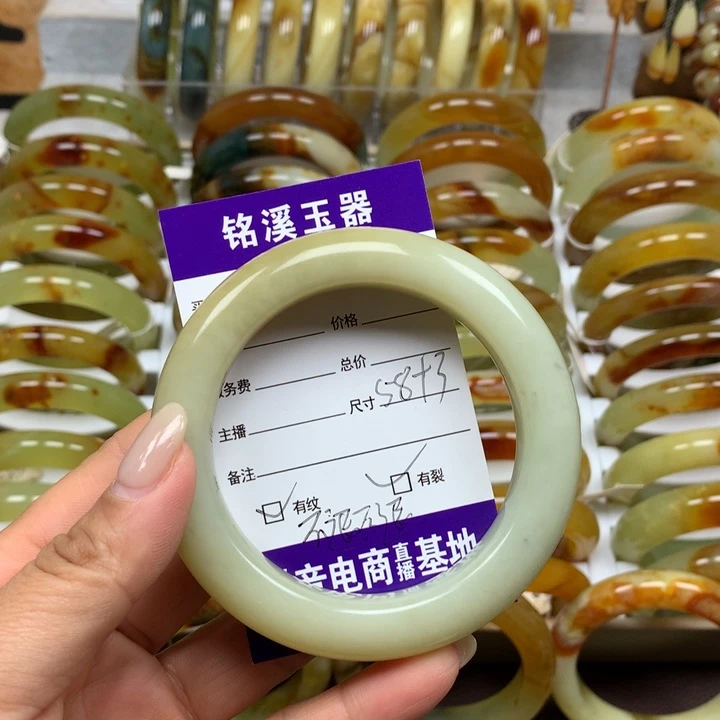 铭溪玉器
价格
务费
总价
尺寸 58+3
主播
备注
有纹
有裂
音电商直播基地